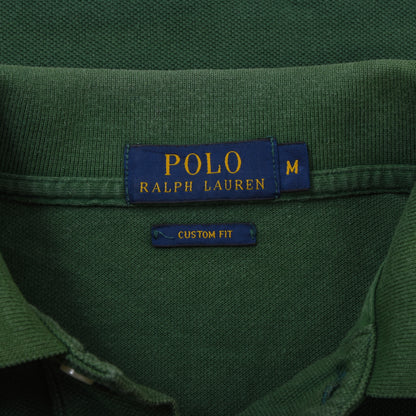 POLO
RALPH LAUREN
M
CUSTOM FIT